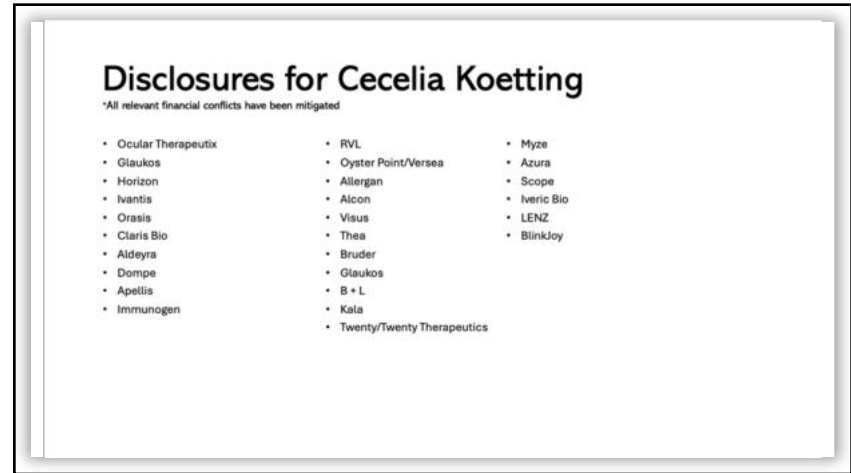 Disclosures for Cecelia Koetting
*All relevant financial conflicts have been mitigated
• Ocular Therapeutix
• Glaukos
• Horizon
• Ivantis
• Orasis
• Claris Bio
• Aldeyra
• Dompe
• Apellis
• Immunogen
• RVL
• Oyster Point/Versea
• Allergan
• Alcon
• Visus
• Thea
• Bruder
• Glaukos
• B + L
• Kala
• Twenty/Twenty Therapeutics
• Myze
• Azura
• Scope
• Iveric Bio
• LENZ
• BlinkJoy